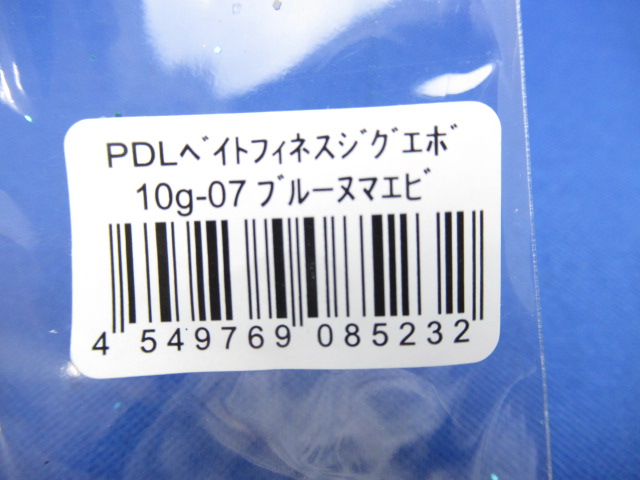 PDLﾍﾞｲﾄﾌｨﾈｽｼﾞｸﾞｴﾎﾞ
10g-07 ﾌﾞﾙｰﾇﾏｴﾋﾞ
4 549769 085232